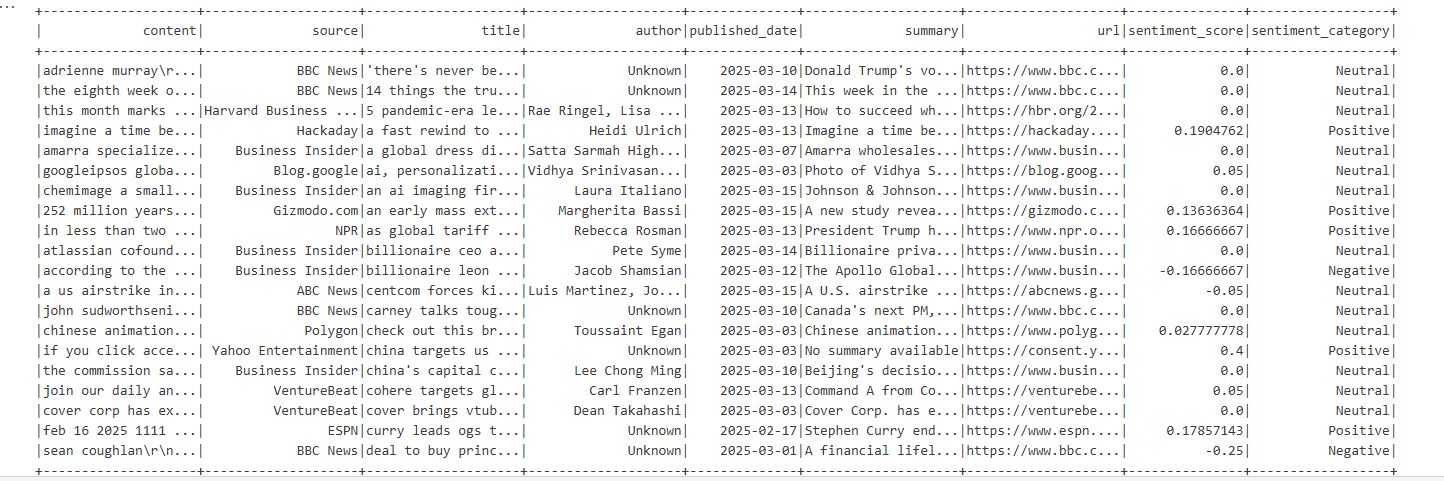 ...
+--------------------+--------------------+--------------------+--------------------+--------------+--------------------+--------------------+---------------+------------------+
|             content|              source|               title|              author|published_date|             summary|                 url|sentiment_score|sentiment_category|
+--------------------+--------------------+--------------------+--------------------+--------------+--------------------+--------------------+---------------+------------------+
|adrienne murray\r...|            BBC News|'there's never be...|             Unknown|    2025-03-10|Donald Trump's vo...|https://www.bbc.c...|            0.0|           Neutral|
|the eighth week o...|            BBC News|14 things the tru...|             Unknown|    2025-03-14|This week in the ...|https://www.bbc.c...|            0.0|           Neutral|
|this month marks ...|Harvard Business ...|5 pandemic-era le...|Rae Ringel, Lisa ...|    2025-03-13|How to succeed wh...|https://hbr.org/2...|            0.0|           Neutral|
|imagine a time be...|            Hackaday|a fast rewind to ...|        Heidi Ulrich|    2025-03-13|Imagine a time be...|https://hackaday....|      0.1904762|          Positive|
|amarra specialize...|    Business Insider|a global dress di...|Satta Sarmah High...|    2025-03-07|Amarra wholesales...|https://www.busin...|            0.0|           Neutral|
|googleipsos globa...|         Blog.google|ai, personalizati...|Vidhya Srinivasan...|    2025-03-03|Photo of Vidhya S...|https://blog.goog...|           0.05|           Neutral|
|chemimage a small...|    Business Insider|an ai imaging fir...|      Laura Italiano|    2025-03-15|Johnson & Johnson...|https://www.busin...|            0.0|           Neutral|
|252 million years...|         Gizmodo.com|an early mass ext...|    Margherita Bassi|    2025-03-15|A new study revea...|https://gizmodo.c...|     0.13636364|          Positive|
|in less than two ...|                 NPR|as global tariff ...|      Rebecca Rosman|    2025-03-13|President Trump h...|https://www.npr.o...|     0.16666667|          Positive|
|atlassian cofound...|    Business Insider|billionaire ceo a...|           Pete Syme|    2025-03-14|Billionaire priva...|https://www.busin...|            0.0|           Neutral|
|according to the ...|    Business Insider|billionaire leon ...|      Jacob Shamsian|    2025-03-12|The Apollo Global...|https://www.busin...|    -0.16666667|          Negative|
|a us airstrike in...|            ABC News|centcom forces ki...|Luis Martinez, Jo...|    2025-03-15|A U.S. airstrike ...|https://abcnews.g...|          -0.05|           Neutral|
|john sudworthseni...|            BBC News|carney talks toug...|             Unknown|    2025-03-10|Canada's next PM,...|https://www.bbc.c...|            0.0|           Neutral|
|chinese animation...|             Polygon|check out this br...|      Toussaint Egan|    2025-03-03|Chinese animation...|https://www.polyg...|    0.027777778|           Neutral|
|if you click acce...| Yahoo Entertainment|china targets us ...|             Unknown|    2025-03-03|No summary available|https://consent.y...|            0.4|          Positive|
|the commission sa...|    Business Insider|china's capital c...|      Lee Chong Ming|    2025-03-10|Beijing's decisio...|https://www.busin...|            0.0|           Neutral|
|join our daily an...|         VentureBeat|cohere targets gl...|        Carl Franzen|    2025-03-13|Command A from Co...|https://venturebe...|           0.05|           Neutral|
|cover corp has ex...|         VentureBeat|cover brings vtub...|      Dean Takahashi|    2025-03-03|Cover Corp. has e...|https://venturebe...|            0.0|           Neutral|
|feb 16 2025 1111 ...|                ESPN|curry leads ogs t...|             Unknown|    2025-02-17|Stephen Curry end...|https://www.espn....|     0.17857143|          Positive|
|sean coughlan\r\n...|            BBC News|deal to buy princ...|             Unknown|    2025-03-01|A financial lifel...|https://www.bbc.c...|          -0.25|          Negative|
+--------------------+--------------------+--------------------+--------------------+--------------+--------------------+--------------------+---------------+------------------+